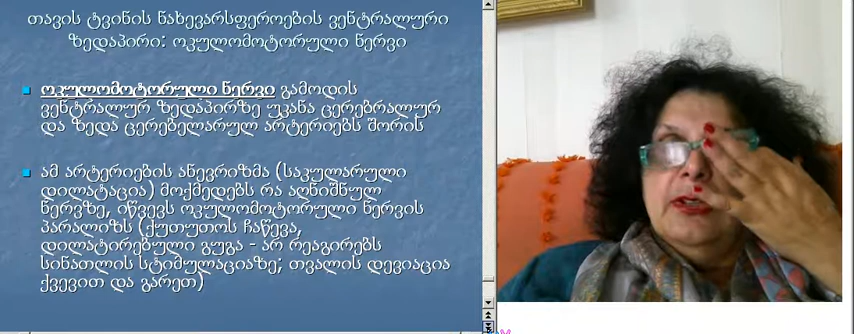 თავის ტვინის ნახევარსფეროების ვენტრალური
ზედაპირი: ოკულომოტორული ნერვი
ოკულომოტორული ნერვი გამოდის
ვენტრალურ ზედაპირზე უკანა ცერებრალურ
და ზედა ცერებელარულ არტერიებს შორის
ამ არტერიების ანევრიზმა (საკულარული
დილატაცია) მოქმედებს რა აღნიშნულ
ნერვზე, იწვევს ოკულომოტორული ნერვის
პარალიზს (ქუთუთოს ჩაწევა,
დილატირებული გუგა - არ რეაგირებს
სინათლის სტიმულაციაზე; თვალის დევიაცია
ქვევით და გარეთ)